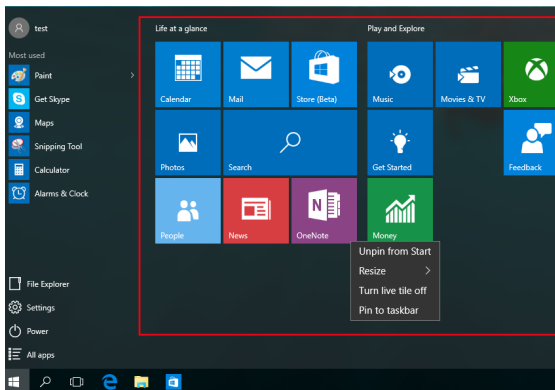 test
Most used
Paint
Get Skype
Maps
Snipping Tool
Calculator
Alarms & Clock
File Explorer
Settings
Power
All apps
Life at a glance
Play and Explore
Calendar
Mail
Store (Beta)
Music
Movies & TV
Xbox
Photos
Search
Get Started
Feedback
People
News
OneNote
Money
Unpin from Start
Resize
Turn live tile off
Pin to taskbar